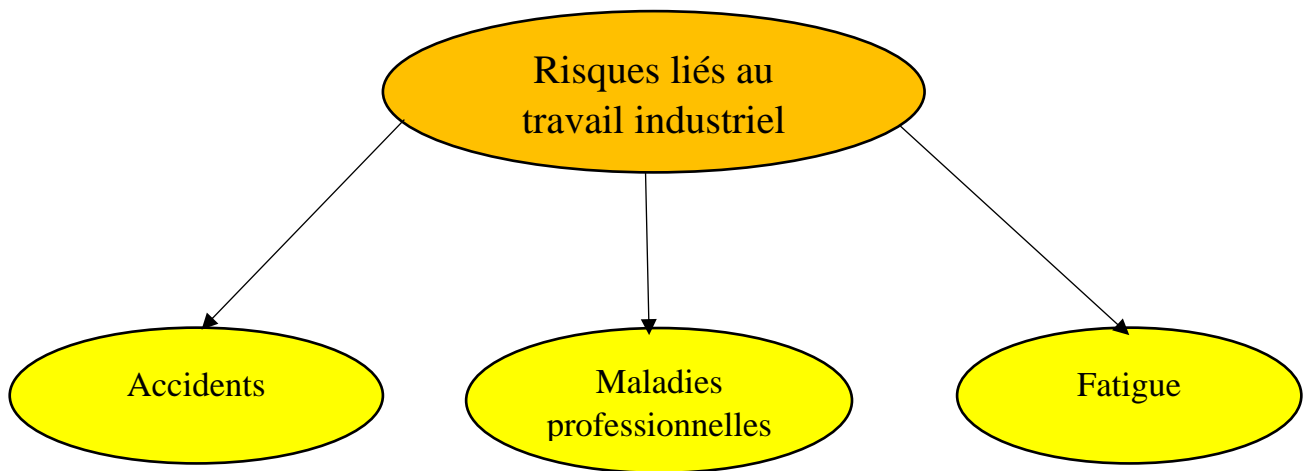 Risques liés au
travail industriel
Accidents
Maladies
professionnelles
Fatigue